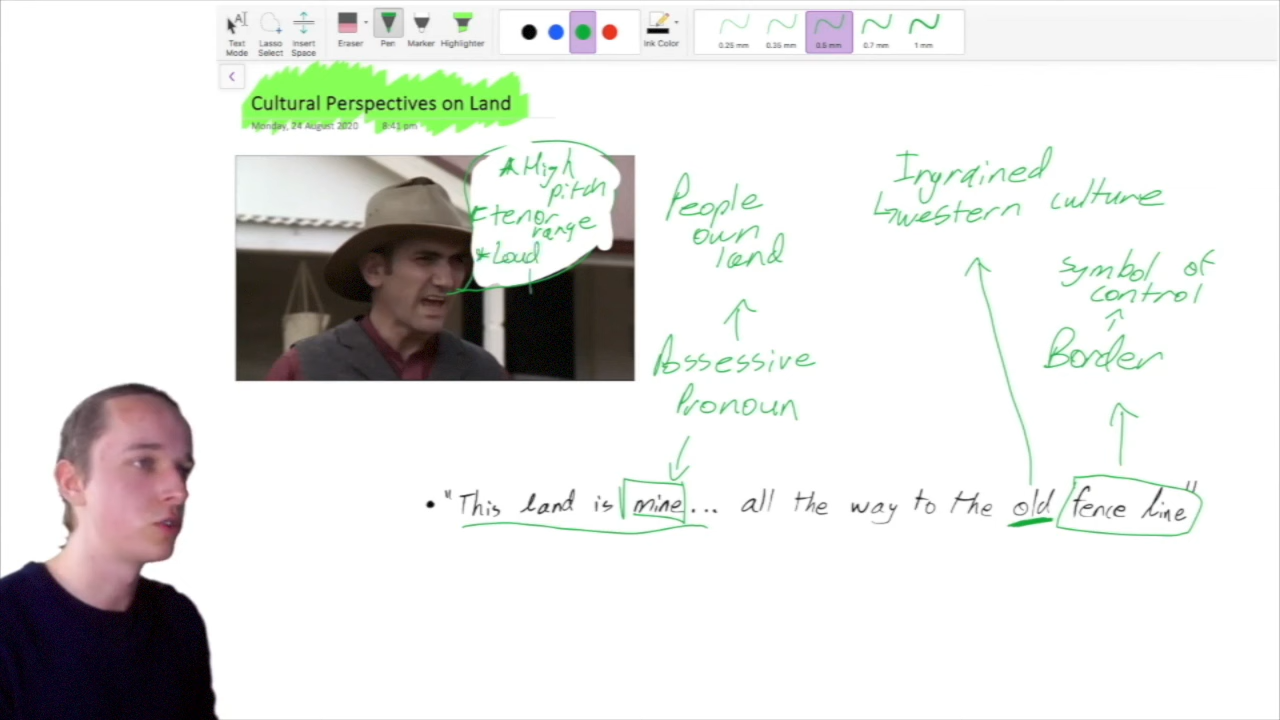 Text
Mode
Lasso
Select
Insert
Space
Eraser
Pen
Marker
Highlighter
Ink Color
0.25 mm
0.35 mm
0.5 mm
0.7 mm
1 mm
Cultural Perspectives on Land
Monday, 24 August 2020 8:41 pm
*High
pitch
*tenor
range
*Loud
People
own
land
Possessive
Pronoun
Ingrained
↳western culture
symbol of
control
Border
• "This land is mine... all the way to the old fence line"